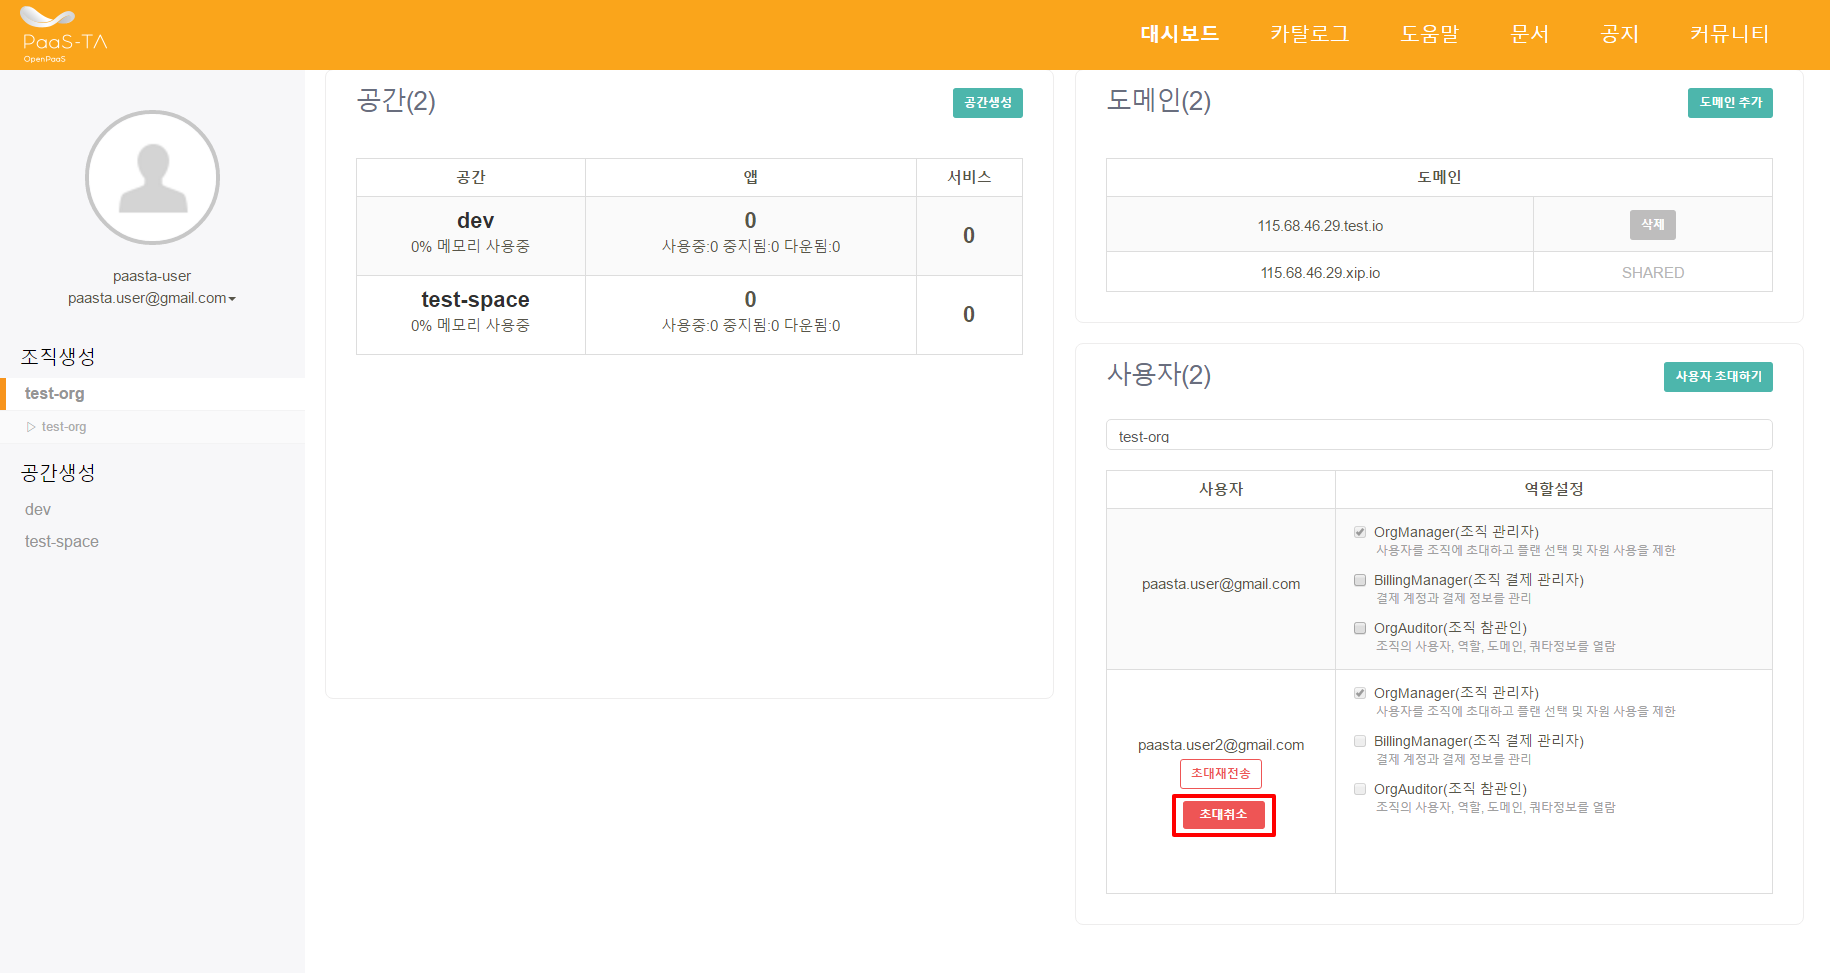 PaaS-TA
OpenPaaS
대시보드 카탈로그 도움말 문서 공지 커뮤니티
paasta-user
paasta.user@gmail.com
조직생성
test-org
test-org
공간생성
dev
test-space
공간(2)
공간생성
공간 앱 서비스
dev 0 0
0% 메모리 사용중 사용중:0 중지됨:0 다운됨:0
test-space 0 0
0% 메모리 사용중 사용중:0 중지됨:0 다운됨:0
도메인(2)
도메인 추가
도메인
115.68.46.29.test.io 삭제
115.68.46.29.xip.io SHARED
사용자(2)
사용자 초대하기
test-org
사용자 역할설정
paasta.user@gmail.com
OrgManager(조직 관리자)
사용자를 조직에 초대하고 플랜 선택 및 자원 사용을 제한
BillingManager(조직 결제 관리자)
결제 계정과 결제 정보를 관리
OrgAuditor(조직 참관인)
조직의 사용자, 역할, 도메인, 쿼타정보를 열람
paasta.user2@gmail.com
초대재전송
초대취소
OrgManager(조직 관리자)
사용자를 조직에 초대하고 플랜 선택 및 자원 사용을 제한
BillingManager(조직 결제 관리자)
결제 계정과 결제 정보를 관리
OrgAuditor(조직 참관인)
조직의 사용자, 역할, 도메인, 쿼타정보를 열람